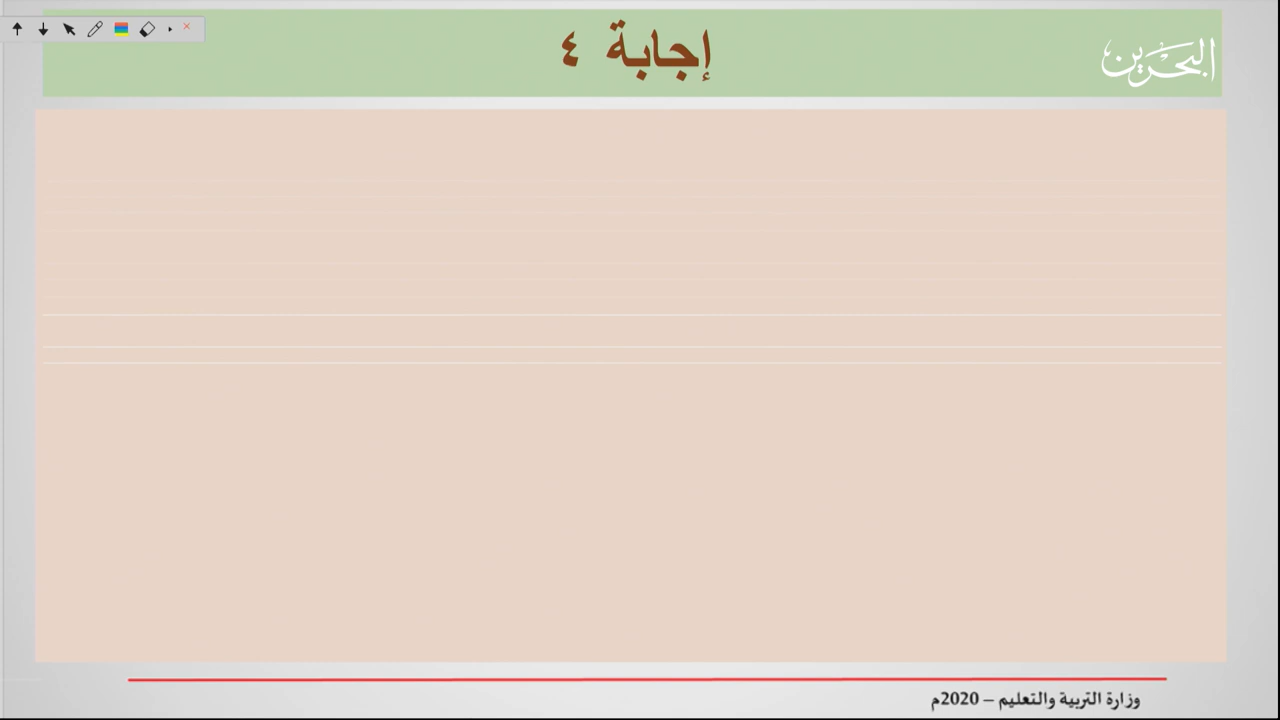 إجابة ٤
البحرين
وزارة التربية والتعليم – 2020م